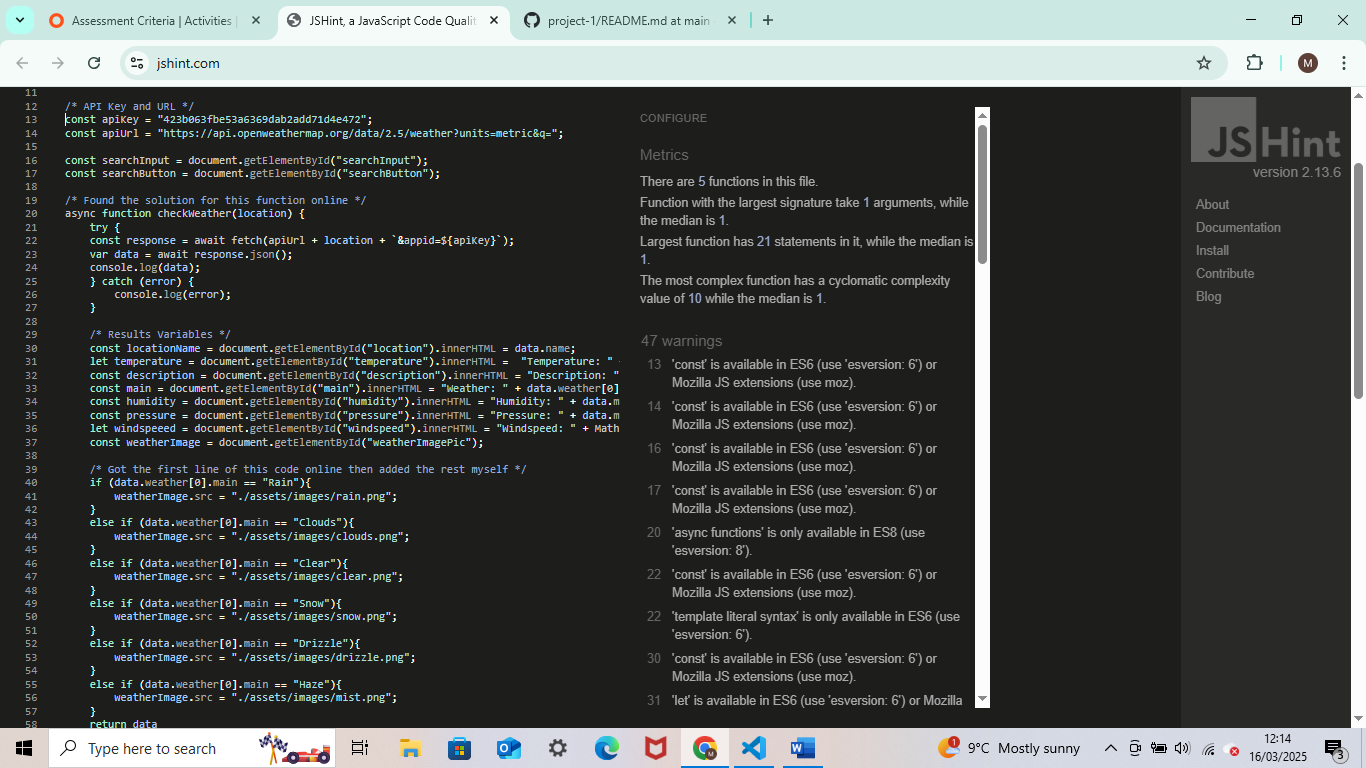 Assessment Criteria | Activities |
JSHint, a JavaScript Code Qualit
project-1/README.md at main
jshint.com
M
11
12 /* API Key and URL */
13 const apiKey = "423b063fbe53a6369dab2add71d4e472";
14 const apiUrl = "https://api.openweathermap.org/data/2.5/weather?units=metric&q=";
15
16 const searchInput = document.getElementById("searchInput");
17 const searchButton = document.getElementById("searchButton");
18
19 /* Found the solution for this function online */
20 async function checkWeather(location) {
21 try {
22 const response = await fetch(apiUrl + location + `&appid=${apiKey}`);
23 var data = await response.json();
24 console.log(data);
25 } catch (error) {
26 console.log(error);
27 }
28
29 /* Results Variables */
30 const locationName = document.getElementById("location").innerHTML = data.name;
31 let temperature = document.getElementById("temperature").innerHTML = "Temperature: "
32 const description = document.getElementById("description").innerHTML = "Description: "
33 const main = document.getElementById("main").innerHTML = "Weather: " + data.weather[0]
34 const humidity = document.getElementById("humidity").innerHTML = "Humidity: " + data.m
35 const pressure = document.getElementById("pressure").innerHTML = "Pressure: " + data.m
36 let windspeeed = document.getElementById("windspeed").innerHTML = "Windspeed: " + Math
37 const weatherImage = document.getElementById("weatherImagePic");
38
39 /* Got the first line of this code online then added the rest myself */
40 if (data.weather[0].main == "Rain"){
41 weatherImage.src = "./assets/images/rain.png";
42 }
43 else if (data.weather[0].main == "Clouds"){
44 weatherImage.src = "./assets/images/clouds.png";
45 }
46 else if (data.weather[0].main == "Clear"){
47 weatherImage.src = "./assets/images/clear.png";
48 }
49 else if (data.weather[0].main == "Snow"){
50 weatherImage.src = "./assets/images/snow.png";
51 }
52 else if (data.weather[0].main == "Drizzle"){
53 weatherImage.src = "./assets/images/drizzle.png";
54 }
55 else if (data.weather[0].main == "Haze"){
56 weatherImage.src = "./assets/images/mist.png";
57 }
58 return data
CONFIGURE
Metrics
There are 5 functions in this file.
Function with the largest signature take 1 arguments, while
the median is 1.
Largest function has 21 statements in it, while the median is
1.
The most complex function has a cyclomatic complexity
value of 10 while the median is 1.
47 warnings
13 'const' is available in ES6 (use 'esversion: 6') or
Mozilla JS extensions (use moz).
14 'const' is available in ES6 (use 'esversion: 6') or
Mozilla JS extensions (use moz).
16 'const' is available in ES6 (use 'esversion: 6') or
Mozilla JS extensions (use moz).
17 'const' is available in ES6 (use 'esversion: 6') or
Mozilla JS extensions (use moz).
20 'async functions' is only available in ES8 (use
'esversion: 8').
22 'const' is available in ES6 (use 'esversion: 6') or
Mozilla JS extensions (use moz).
22 'template literal syntax' is only available in ES6 (use
'esversion: 6').
30 'const' is available in ES6 (use 'esversion: 6') or
Mozilla JS extensions (use moz).
31 'let' is available in ES6 (use 'esversion: 6') or Mozilla
JSHint
version 2.13.6
About
Documentation
Install
Contribute
Blog
Type here to search
1
9°C Mostly sunny
12:14
16/03/2025
3